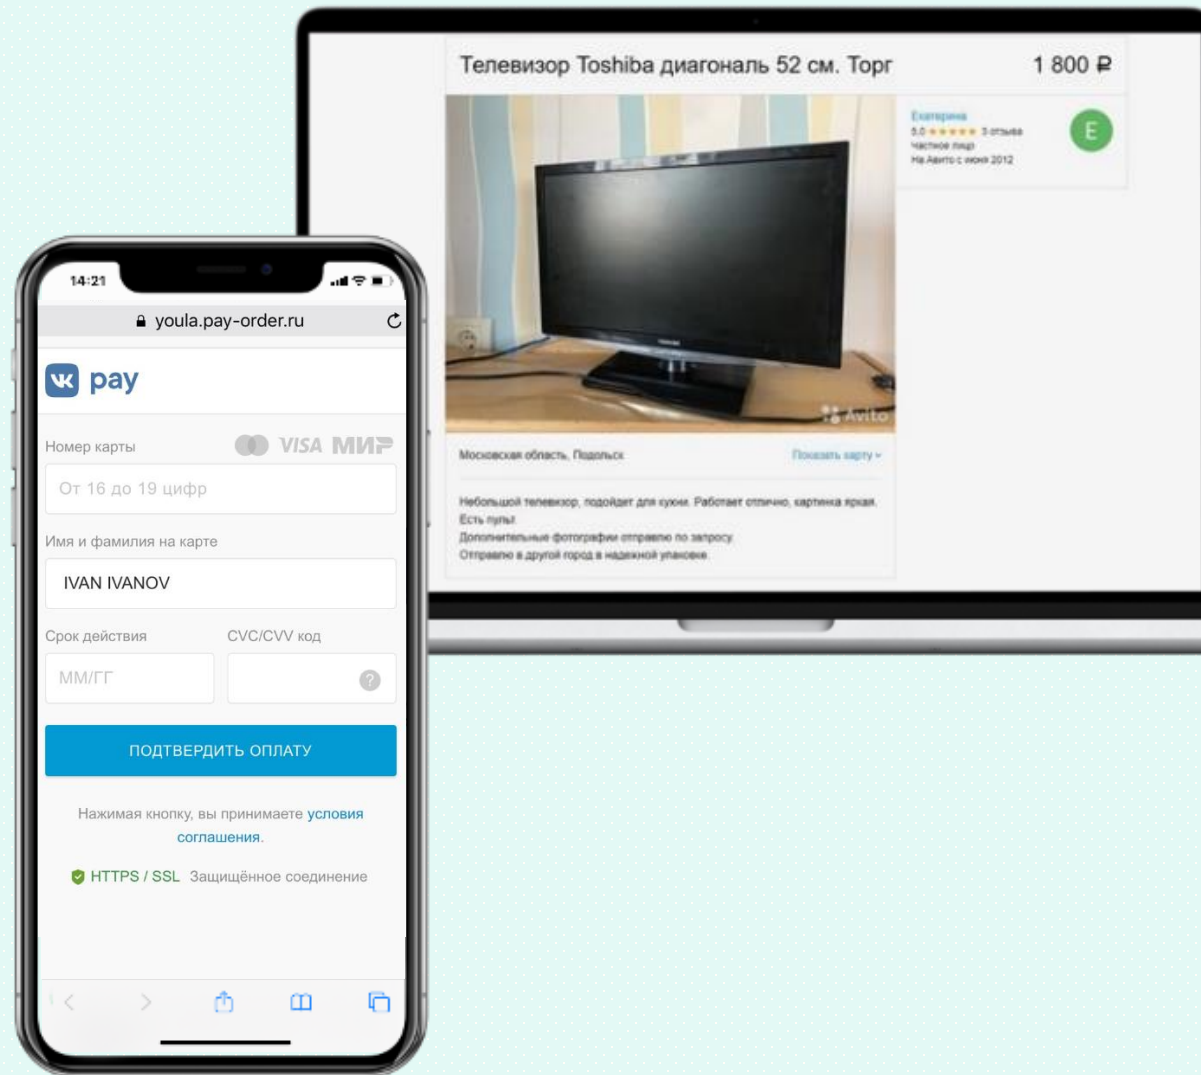 Телевизор Toshiba диагональ 52 см. Торг
1 800 ₽
Екатерина
5,0 ★★★★★ 3 отзыва
Частное лицо
На Авито с июня 2012
E
TOSHIBA
Avito
Московская область, Подольск
Показать карту
Небольшой телевизор, подойдет для кухни. Работает отлично, картинка яркая.
Есть пульт.
Дополнительные фотографии отправлю по запросу.
Отправлю в другой город в надежной упаковке.
14:21
youla.pay-order.ru
VK pay
Номер карты
VISA МИР
От 16 до 19 цифр
Имя и фамилия на карте
IVAN IVANOV
Срок действия
CVC/CVV код
ММ/ГГ
?
ПОДТВЕРДИТЬ ОПЛАТУ
Нажимая кнопку, вы принимаете условия
соглашения.
HTTPS / SSL Защищённое соединение